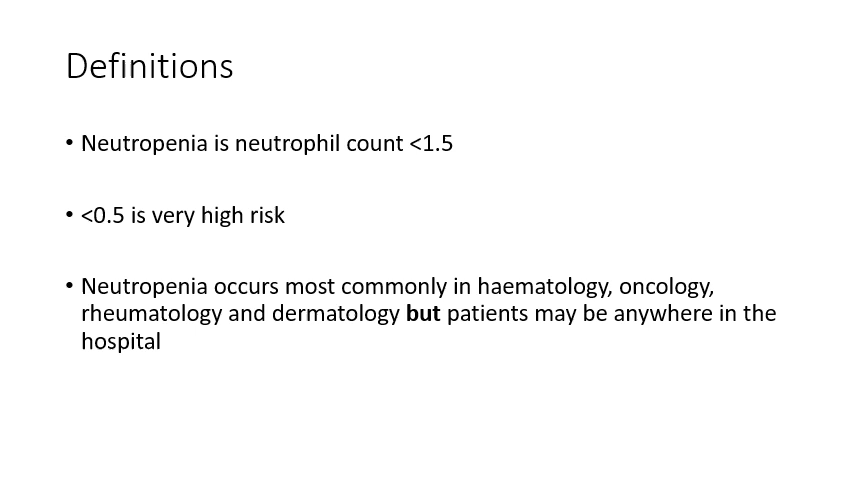 Definitions
• Neutropenia is neutrophil count <1.5
• <0.5 is very high risk
• Neutropenia occurs most commonly in haematology, oncology,
rheumatology and dermatology but patients may be anywhere in the
hospital